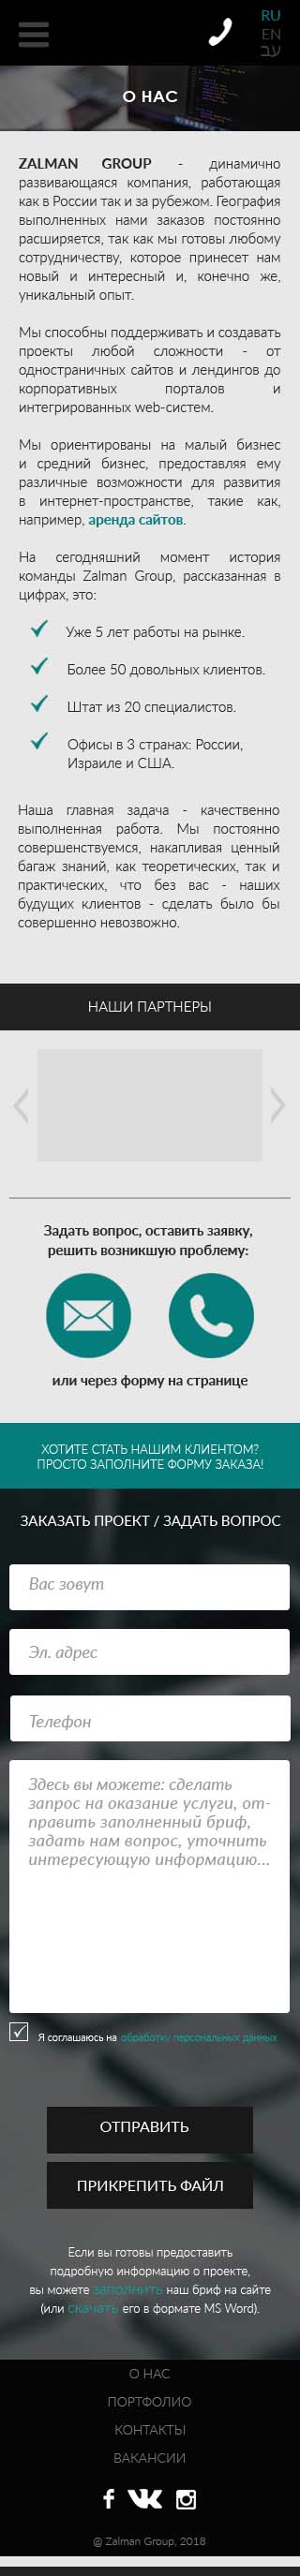 RU
EN
עב
О НАС
ZALMAN GROUP - динамично
развивающаяся компания, работающая
как в России так и за рубежом. География
выполненных нами заказов постоянно
расширяется, так как мы готовы любому
сотрудничеству, которое принесет нам
новый и интересный и, конечно же,
уникальный опыт.
Мы способны поддерживать и создавать
проекты любой сложности - от
одностраничных сайтов и лендингов до
корпоративных порталов и
интегрированных web-систем.
Мы ориентированы на малый бизнес
и средний бизнес, предоставляя ему
различные возможности для развития
в интернет-пространстве, такие как,
например, аренда сайтов.
На сегодняшний момент история
команды Zalman Group, рассказанная в
цифрах, это:
Уже 5 лет работы на рынке.
Более 50 довольных клиентов.
Штат из 20 специалистов.
Офисы в 3 странах: России,
Израиле и США.
Наша главная задача - качественно
выполненная работа. Мы постоянно
совершенствуемся, накапливая ценный
багаж знаний, как теоретических, так и
практических, что без вас - наших
будущих клиентов - сделать было бы
совершенно невозвожно.
НАШИ ПАРТНЕРЫ
Задать вопрос, оставить заявку,
решить возникшую проблему:
или через форму на странице
ХОТИТЕ СТАТЬ НАШИМ КЛИЕНТОМ?
ПРОСТО ЗАПОЛНИТЕ ФОРМУ ЗАКАЗА!
ЗАКАЗАТЬ ПРОЕКТ / ЗАДАТЬ ВОПРОС
Вас зовут
Эл. адрес
Телефон
Здесь вы можете: сделать
запрос на оказание услуги, от-
править заполненный бриф,
задать нам вопрос, уточнить
интересующую информацию...
Я соглашаюсь на обработку персональных данных
ОТПРАВИТЬ
ПРИКРЕПИТЬ ФАЙЛ
Если вы готовы предоставить
подробную информацию о проекте,
вы можете заполнить наш бриф на сайте
(или скачать его в формате MS Word).
О НАС
ПОРТФОЛИО
КОНТАКТЫ
ВАКАНСИИ
@ Zalman Group, 2018